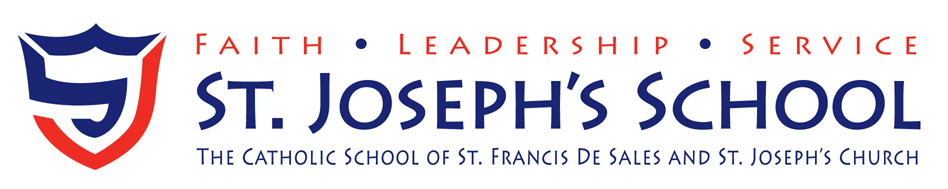 FAITH • LEADERSHIP • SERVICE
ST. JOSEPH'S SCHOOL
THE CATHOLIC SCHOOL OF ST. FRANCIS DE SALES AND ST. JOSEPH'S CHURCH